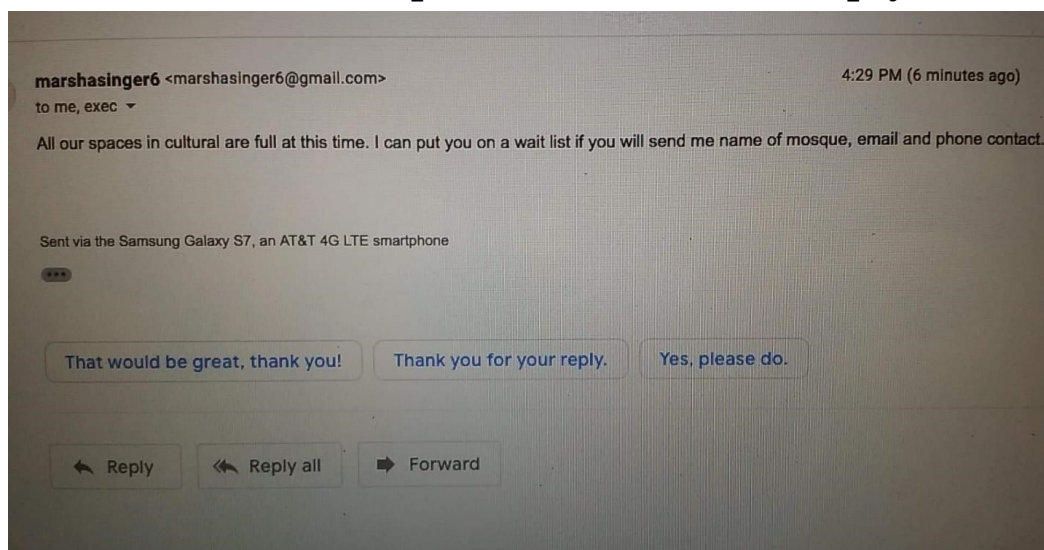 marshasinger6 <marshasinger6@gmail.com>
4:29 PM (6 minutes ago)
to me, exec
All our spaces in cultural are full at this time. I can put you on a wait list if you will send me name of mosque, email and phone contact.
Sent via the Samsung Galaxy S7, an AT&T 4G LTE smartphone
That would be great, thank you!
Thank you for your reply.
Yes, please do.
Reply
Reply all
Forward